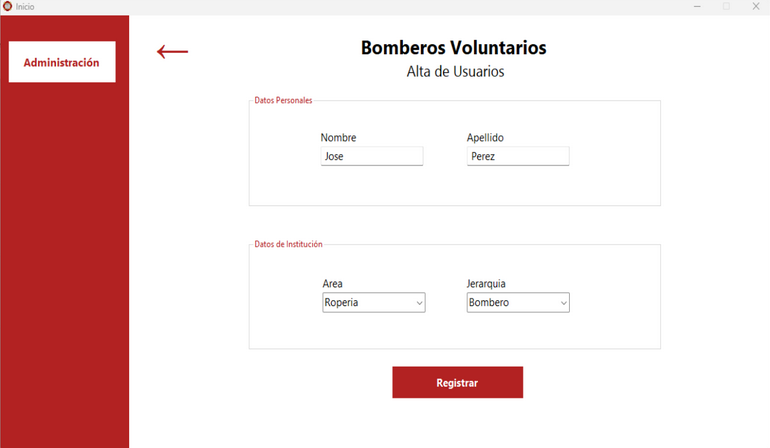 Inicio
Administración
Bomberos Voluntarios
Alta de Usuarios
Datos Personales
Nombre
Apellido
Jose
Perez
Datos de Institución
Area
Jerarquia
Roperia
Bombero
Registrar